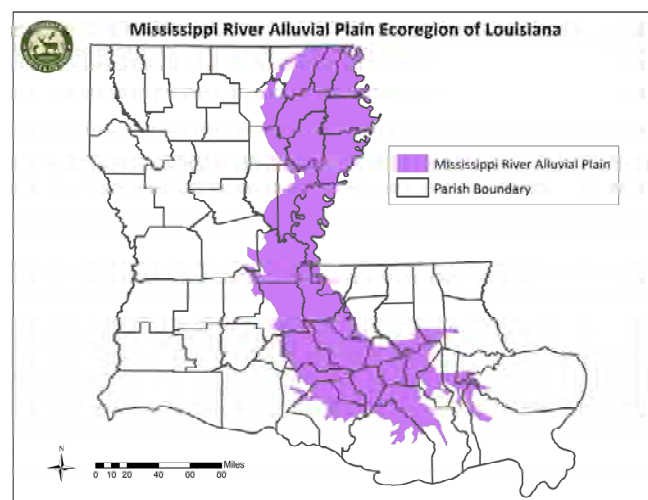 Mississippi River Alluvial Plain Ecoregion of Louisiana
Mississippi River Alluvial Plain
Parish Boundary
N
Miles
0 10 20 40 60 80